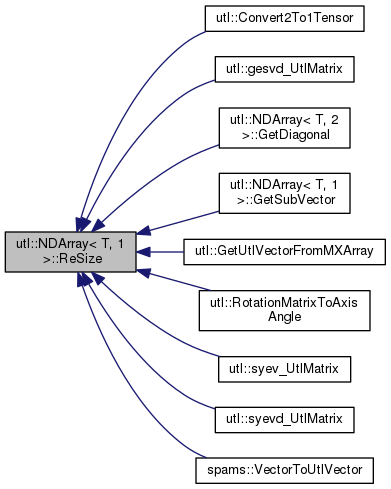 utl::Convert2To1Tensor
utl::gesvd_UtlMatrix
utl::NDArray< T, 2
>::GetDiagonal
utl::NDArray< T, 1
>::GetSubVector
utl::NDArray< T, 1
>::ReSize
utl::GetUtlVectorFromMXArray
utl::RotationMatrixToAxis
Angle
utl::syev_UtlMatrix
utl::syevd_UtlMatrix
spams::VectorToUtlVector